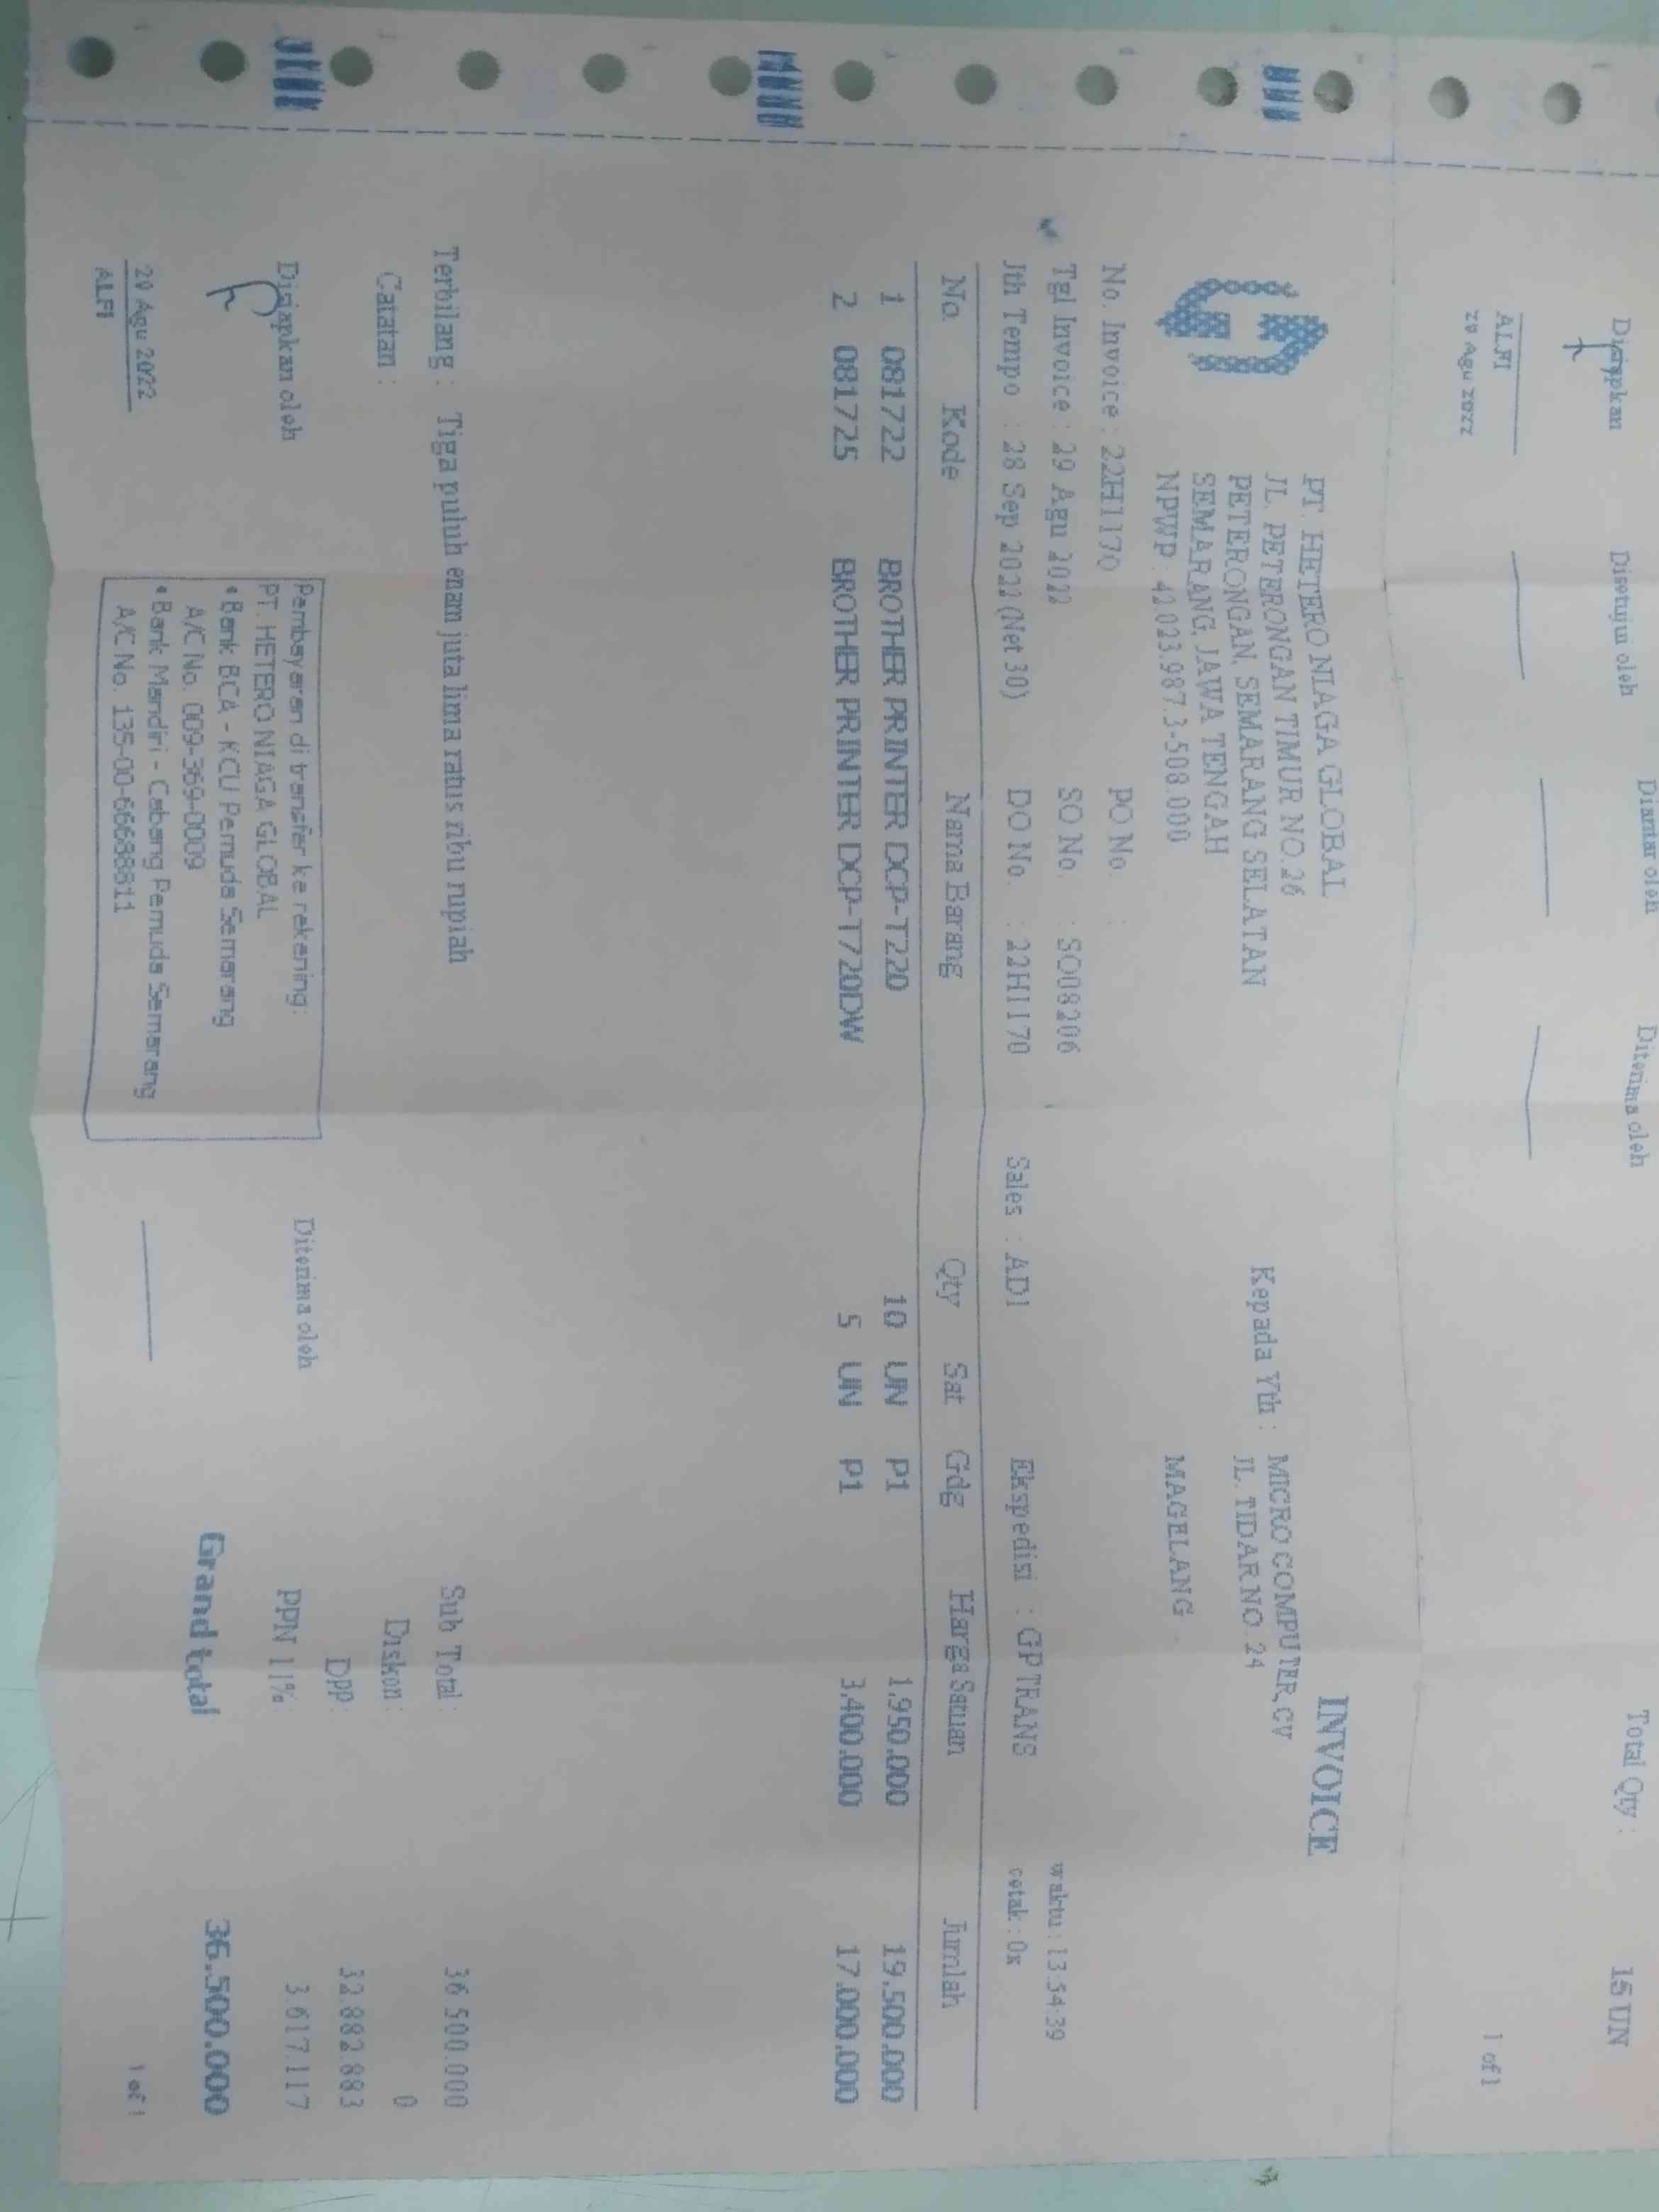 Disiapkan Disetujui oleh Diantar oleh Diterima oleh Total Qty : 15 UN
ALFI
29 Agu 2022 1 of 1
INVOICE
PT. HETERO NIAGA GLOBAL
JL. PETERONGAN TIMUR NO.26
PETERONGAN, SEMARANG SELATAN
SEMARANG, JAWA TENGAH
NPWP : 42.023.987.3-508.000
Kepada Yth : MICRO COMPUTER, CV
JL. TIDAR NO. 24
MAGELANG
No. Invoice : 22H1170 PO No. :
Tgl Invoice : 29 Agu 2022 SO No. : SO08206 waktu : 13:54:39
Jth Tempo : 28 Sep 2022 (Net 30) DO No. : 22H1170 Sales : ADI Ekspedisi : GP TRANS cetak : 0x
No. Kode Nama Barang Qty Sat Gdg Harga Satuan Jumlah
1 081722 BROTHER PRINTER DCP-T220 10 UN P1 1.950.000 19.500.000
2 081725 BROTHER PRINTER DCP-T720DW 5 UN P1 3.400.000 17.000.000
Terbilang : Tiga puluh enam juta lima ratus ribu rupiah
Catatan :
Sub Total : 36.500.000
Diskon : 0
DPP : 32.882.883
PPN 11% : 3.617.117
Grand total 36.500.000
Disiapkan oleh
29 Agu 2022
ALFI
Pembayaran di transfer ke rekening:
PT. HETERO NIAGA GLOBAL
• Bank BCA - KCU Pemuda Semarang
A/C No. 009-369-0009
• Bank Mandiri - Cabang Pemuda Semarang
A/C No. 135-00-6688811
Diterima oleh
1 of 1